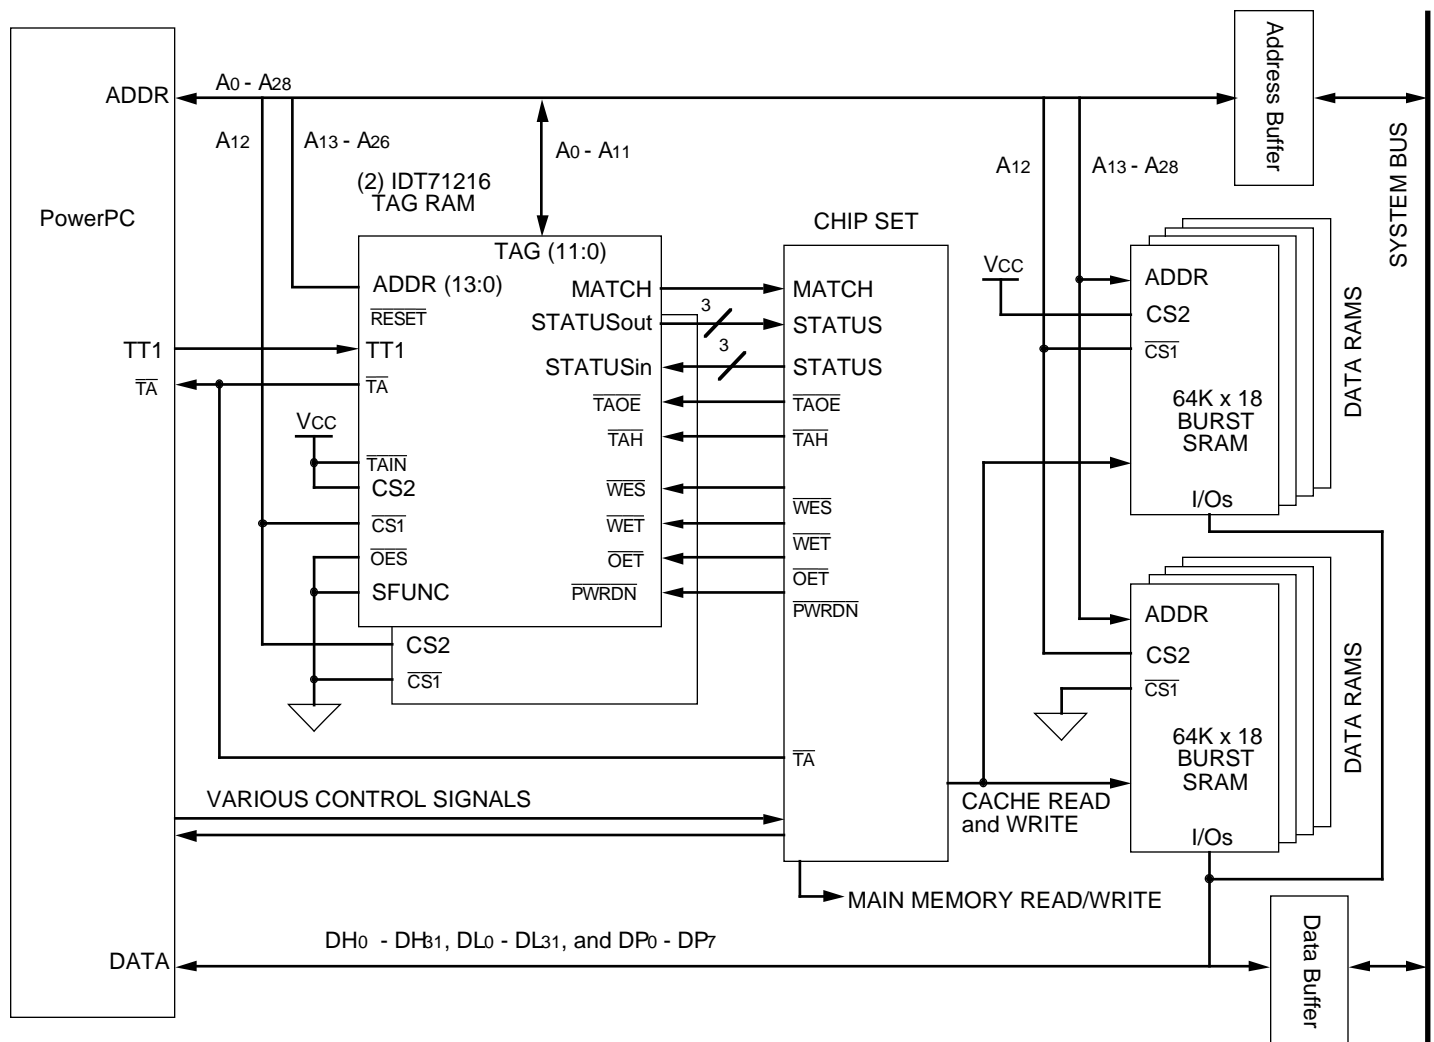 PowerPC
ADDR
TT1
TA
DATA
A0 - A28
A12
A13 - A26
A0 - A11
(2) IDT71216
TAG RAM
TAG (11:0)
ADDR (13:0)
RESET
TT1
TA
VCC
TAIN
CS2
CS1
OES
SFUNC
MATCH
STATUSout
STATUSin
TAOE
TAH
WES
WET
OET
PWRDN
CS2
CS1
3
3
CHIP SET
MATCH
STATUS
STATUS
TAOE
TAH
WES
WET
OET
PWRDN
TA
VARIOUS CONTROL SIGNALS
CACHE READ
and WRITE
MAIN MEMORY READ/WRITE
DH0 - DH31, DL0 - DL31, and DP0 - DP7
A12
A13 - A28
VCC
ADDR
CS2
CS1
64K x 18
BURST
SRAM
I/Os
DATA RAMS
ADDR
CS2
CS1
64K x 18
BURST
SRAM
I/Os
DATA RAMS
Address Buffer
SYSTEM BUS
Data Buffer